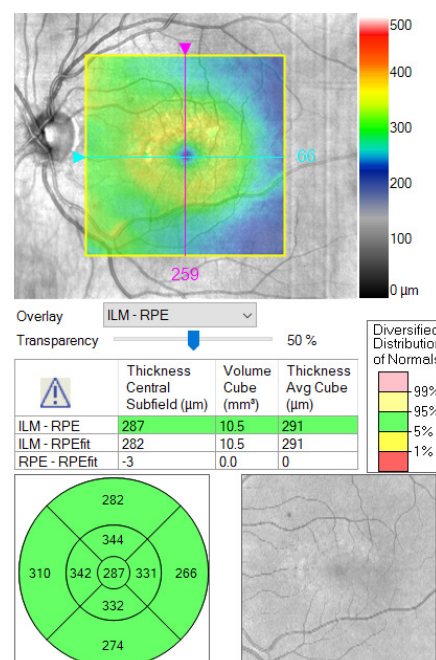 500
400
300
200
100
0 µm
66
259
Overlay
ILM - RPE
Transparency
50 %
Diversified
Distribution
of Normals
99%
95%
5%
1%
Thickness Central Subfield (µm)
Volume Cube (mm³)
Thickness Avg Cube (µm)
ILM - RPE 287 10.5 291
ILM - RPEfit 282 10.5 291
RPE - RPEfit -3 0.0 0
282
344
310 342 287 331 266
332
274